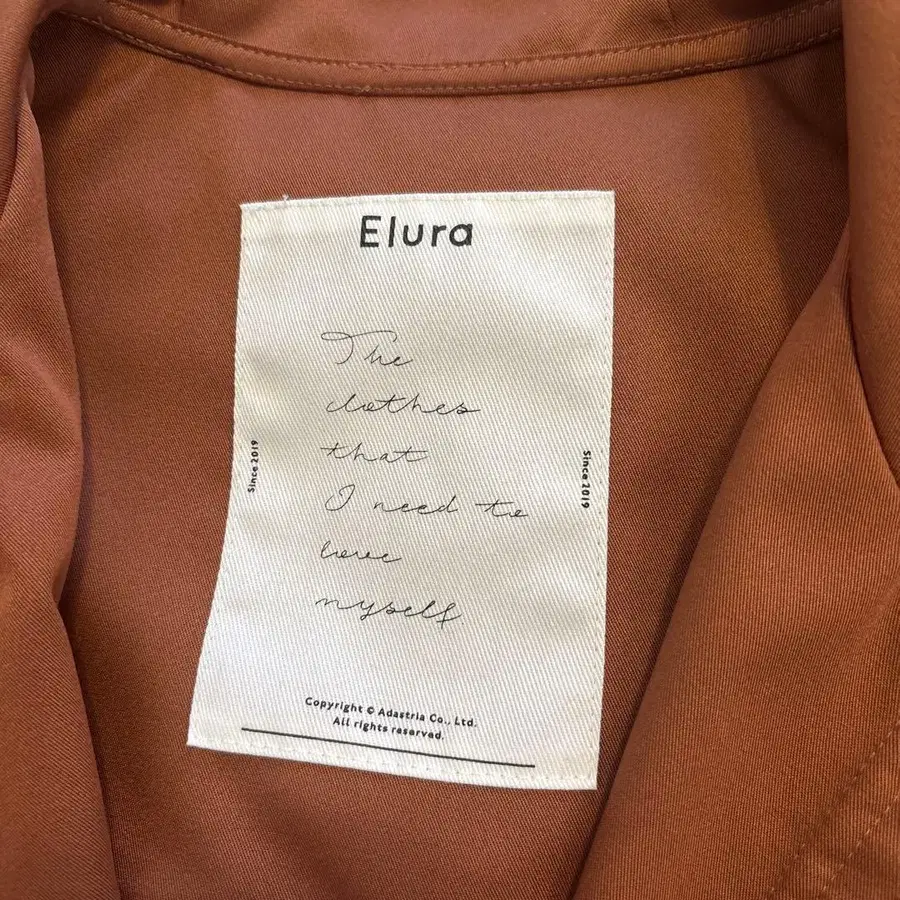 Elura
The
clothes
that
I need to
love
myself
Since 2019
Since 2019
Copyright © Adastria Co., Ltd.
All rights reserved.